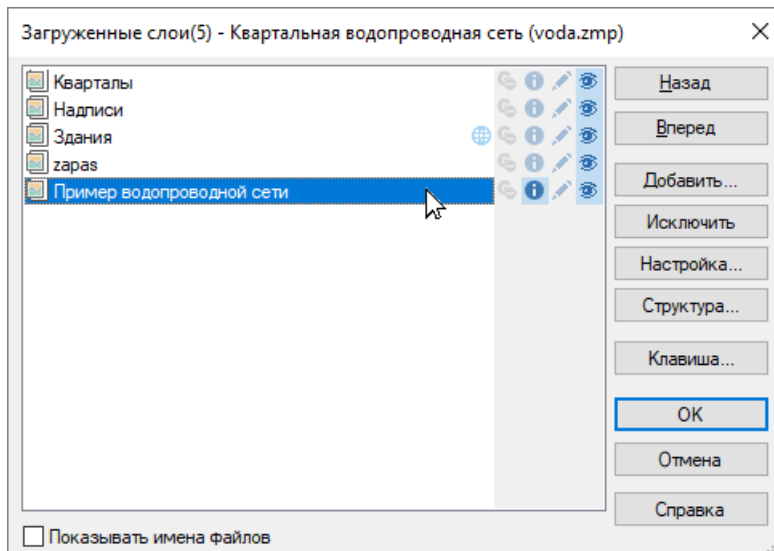 Загруженные слои(5) - Квартальная водопроводная сеть (voda.zmp)
Кварталы
Надписи
Здания
zapas
Пример водопроводной сети
Назад
Вперед
Добавить...
Исключить
Настройка...
Структура...
Клавиша...
OK
Отмена
Справка
Показывать имена файлов